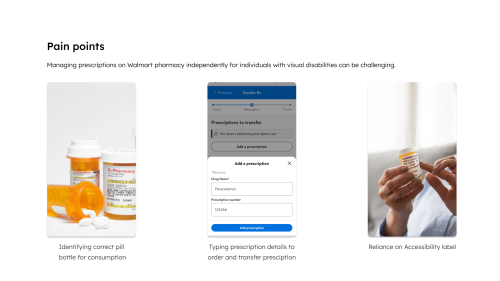 Pain points
Managing prescriptions on Walmart pharmacy independently for individuals with visual disabilities can be challenging.
Pharmacy
Pharmacy
Transfer Rx
Prescription
Prescriptions to transfer
You haven't added any prescriptions yet
Add a prescription
Add a prescription
*Required
Drug Name*
Paracetamol
Prescription number
123456
Add prescription
Identifying correct pill
bottle for consumption
Typing prescription details to
order and transfer prescription
Reliance on Accessibility label